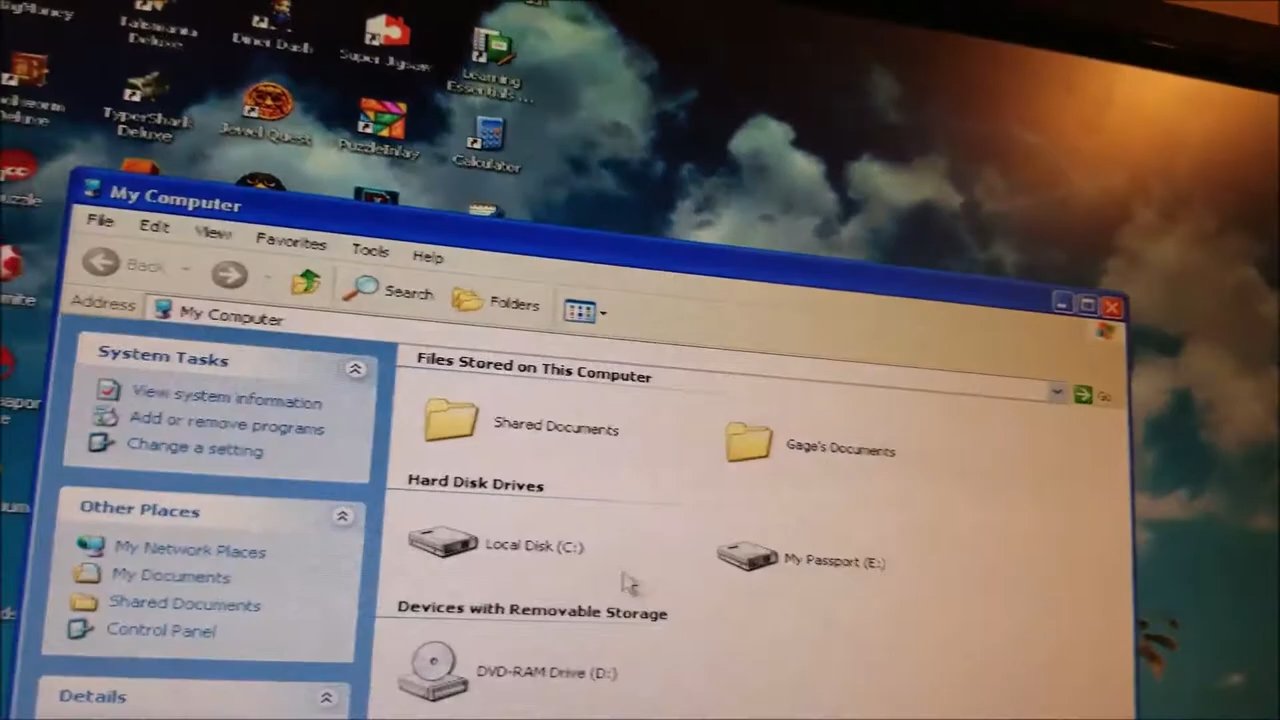 Diner Dash
Super Jigsaw
Learning
Essentials ...
TyperShark
Deluxe
Jewel Quest
PuzzleInlay
Calculator
My Computer
File Edit View Favorites Tools Help
Back Search Folders
Address My Computer Go
System Tasks
View system information
Add or remove programs
Change a setting
Other Places
My Network Places
My Documents
Shared Documents
Control Panel
Details
Files Stored on This Computer
Shared Documents Gage's Documents
Hard Disk Drives
Local Disk (C:) My Passport (E:)
Devices with Removable Storage
DVD-RAM Drive (D:)